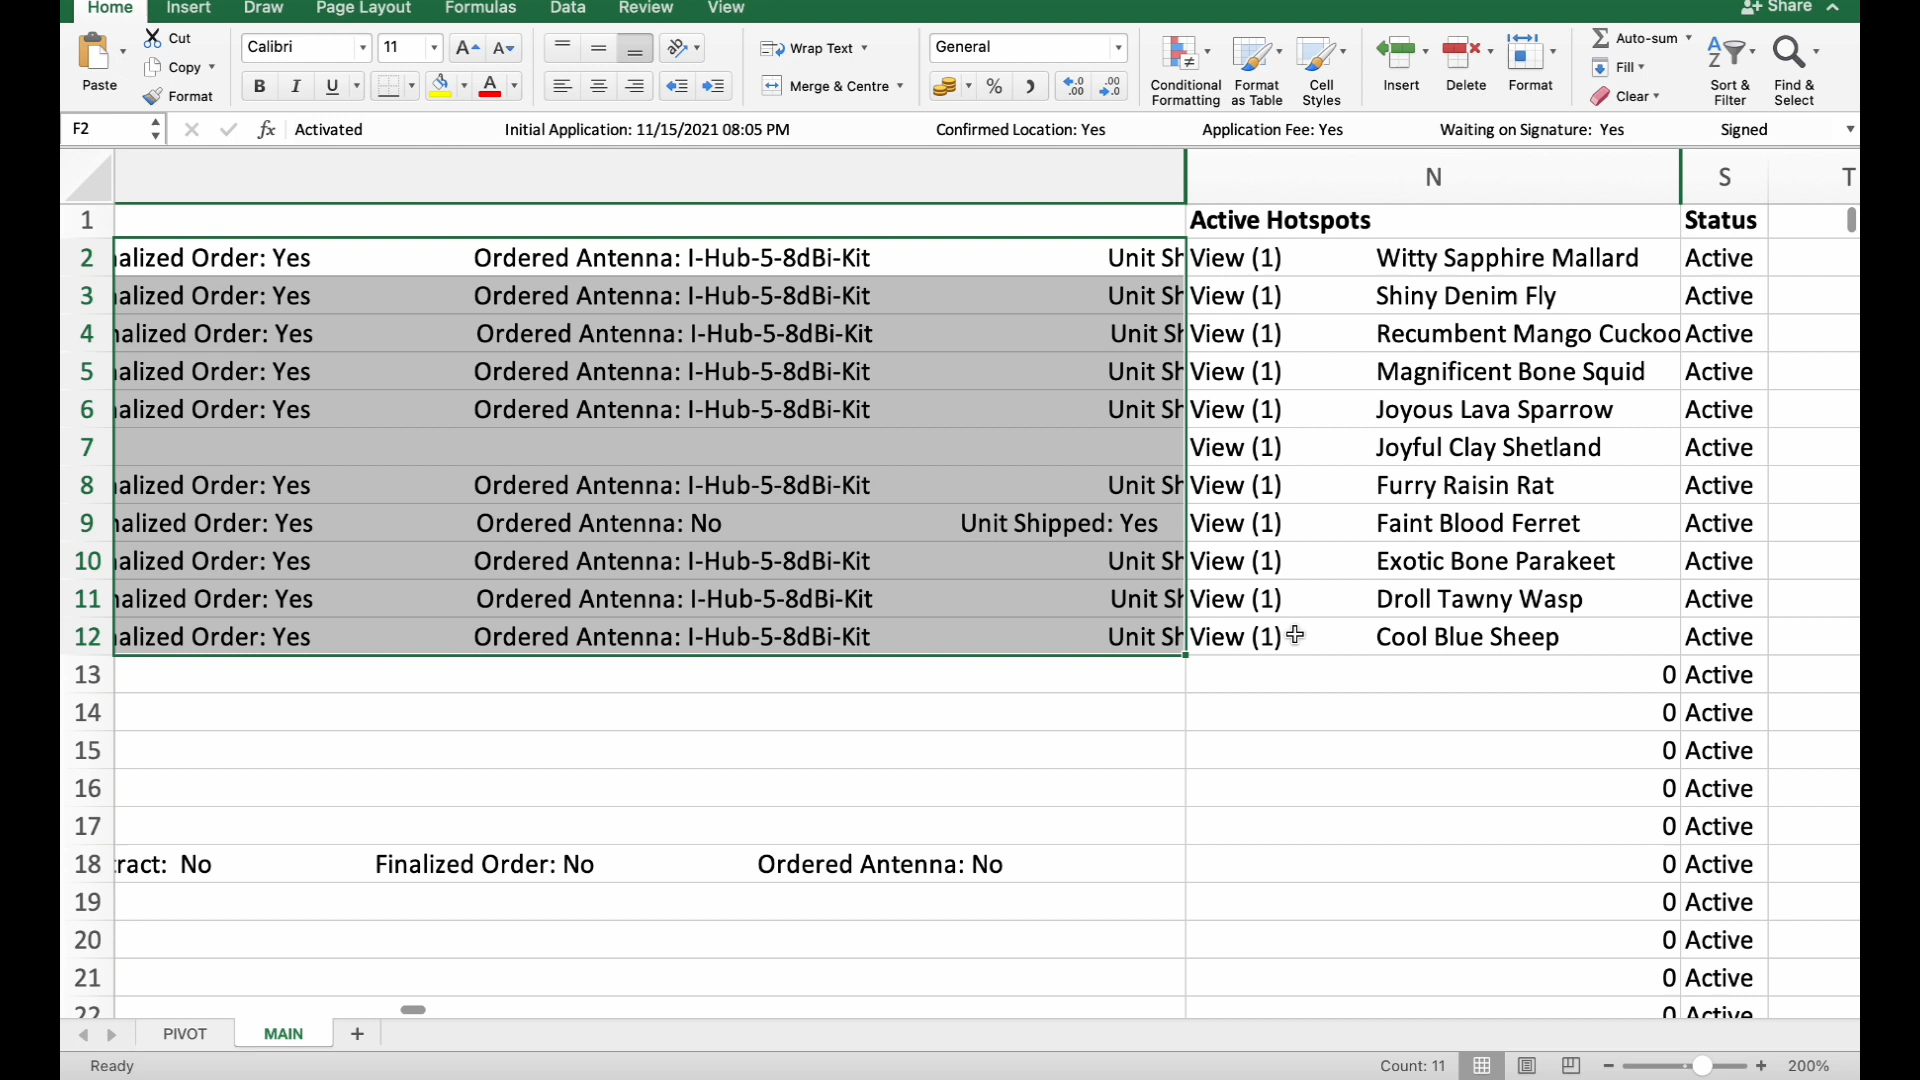 Home Insert Draw Page Layout Formulas Data Review View Share
Paste Cut Copy Format
Calibri 11
B I U A
Wrap Text
Merge & Centre
General
%
Conditional Formatting
Format as Table
Cell Styles
Insert Delete Format
Auto-sum
Fill
Clear
Sort & Filter
Find & Select
F2 fx Activated Initial Application: 11/15/2021 08:05 PM Confirmed Location: Yes Application Fee: Yes Waiting on Signature: Yes Signed
N S T
1 Active Hotspots Status
2 alized Order: Yes Ordered Antenna: I-Hub-5-8dBi-Kit Unit Sh View (1) Witty Sapphire Mallard Active
3 alized Order: Yes Ordered Antenna: I-Hub-5-8dBi-Kit Unit Sh View (1) Shiny Denim Fly Active
4 nalized Order: Yes Ordered Antenna: I-Hub-5-8dBi-Kit Unit Sh View (1) Recumbent Mango Cuckoo Active
5 alized Order: Yes Ordered Antenna: I-Hub-5-8dBi-Kit Unit Sh View (1) Magnificent Bone Squid Active
6 alized Order: Yes Ordered Antenna: I-Hub-5-8dBi-Kit Unit Sh View (1) Joyous Lava Sparrow Active
7 View (1) Joyful Clay Shetland Active
8 alized Order: Yes Ordered Antenna: I-Hub-5-8dBi-Kit Unit Sh View (1) Furry Raisin Rat Active
9 nalized Order: Yes Ordered Antenna: No Unit Shipped: Yes View (1) Faint Blood Ferret Active
10 alized Order: Yes Ordered Antenna: I-Hub-5-8dBi-Kit Unit Sh View (1) Exotic Bone Parakeet Active
11 nalized Order: Yes Ordered Antenna: I-Hub-5-8dBi-Kit Unit Sh View (1) Droll Tawny Wasp Active
12 alized Order: Yes Ordered Antenna: I-Hub-5-8dBi-Kit Unit Sh View (1) Cool Blue Sheep Active
13 0 Active
14 0 Active
15 0 Active
16 0 Active
17 0 Active
18 tract: No Finalized Order: No Ordered Antenna: No 0 Active
19 0 Active
20 0 Active
21 0 Active
22 0 Active
PIVOT MAIN +
Ready Count: 11 200%